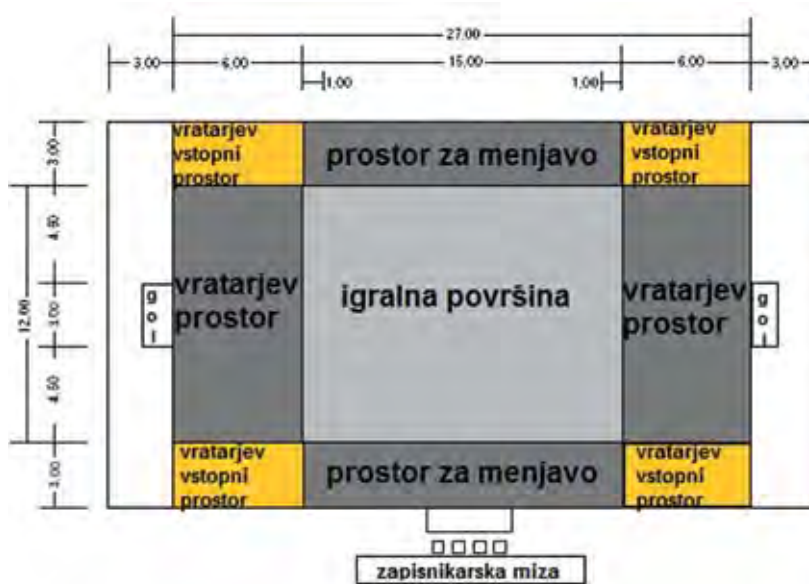 27.00
3.00 6.00 15.00 6.00 3.00
1.00 1.00
3.00
4.50
12.00
3.00
4.50
3.00
vratarjev
vstopni
prostor
prostor za menjavo
vratarjev
vstopni
prostor
gol
vratarjev
prostor
igralna površina
vratarjev
prostor
gol
vratarjev
vstopni
prostor
prostor za menjavo
vratarjev
vstopni
prostor
zapisnikarska miza